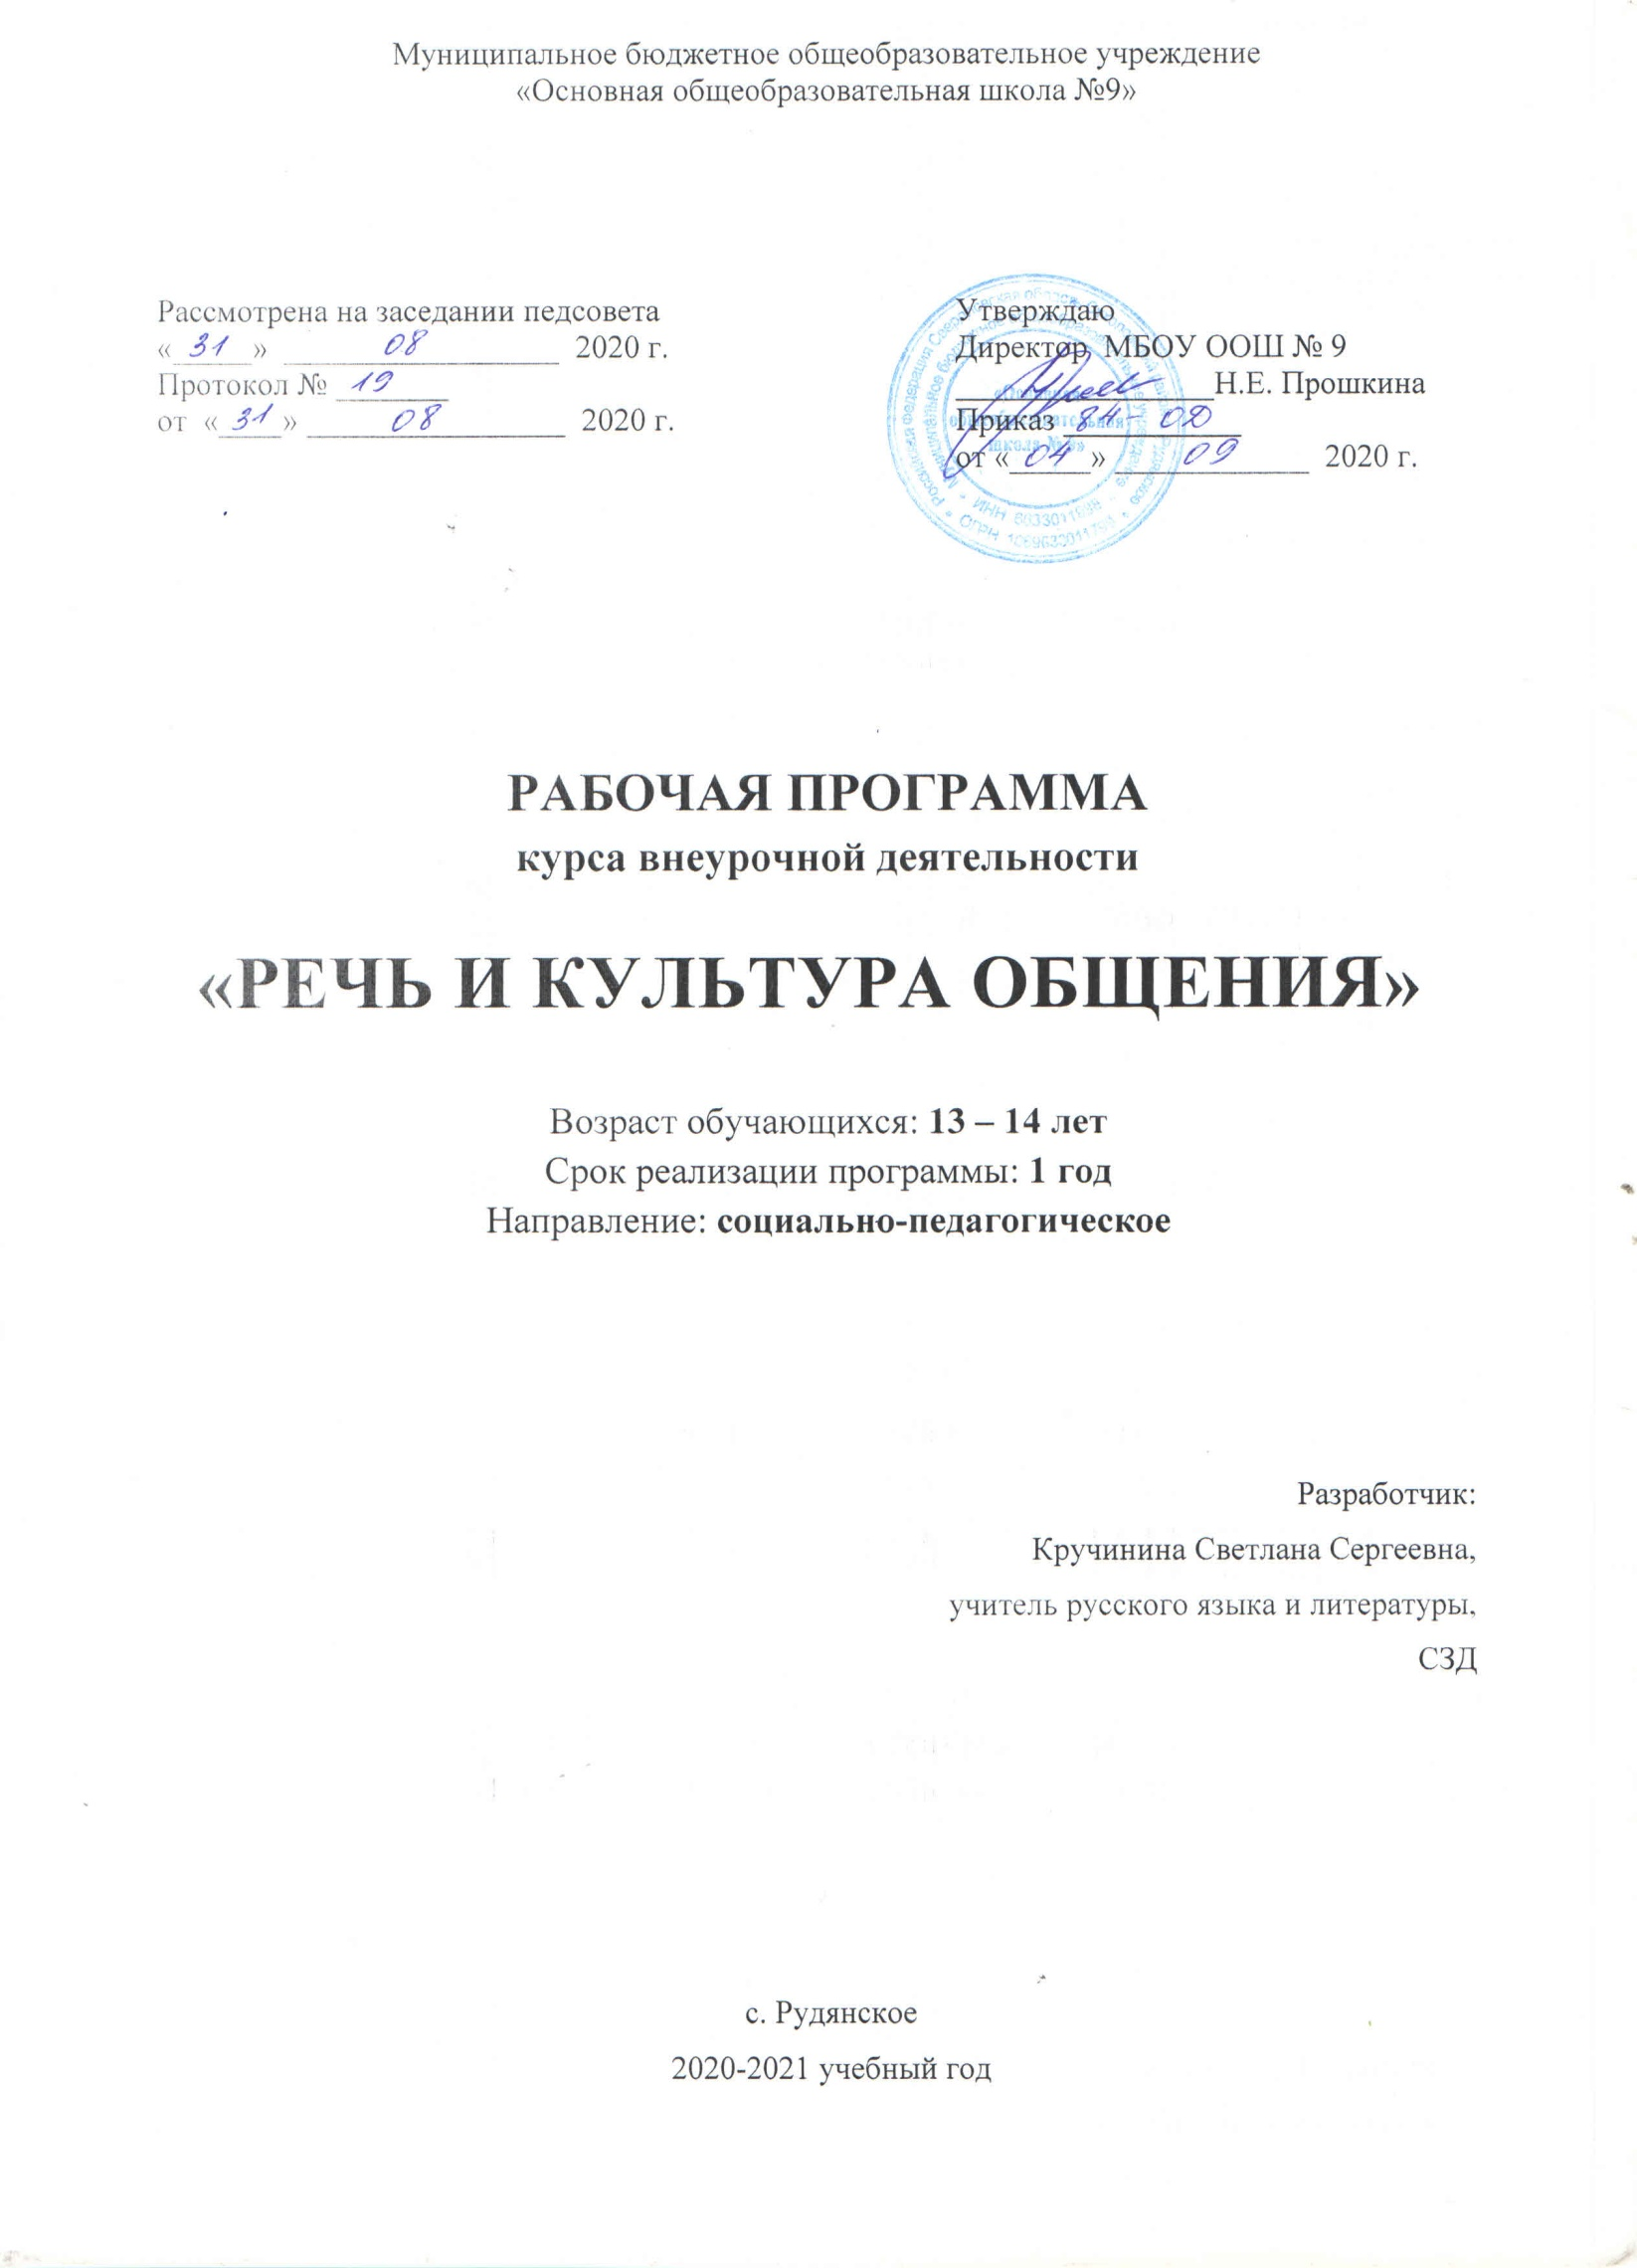 Муниципальное бюджетное общеобразовательное учреждение
«Основная общеобразовательная школа №9»
Рассмотрена на заседании педсовета
« 31 » 08 2020 г.
Протокол № 19
от « 31 » 08 2020 г.
Утверждаю
Директор МБОУ ООШ № 9
Н.Е. Прошкина
Приказ 84 - ОД
от « 04 » 09 2020 г.
РАБОЧАЯ ПРОГРАММА
курса внеурочной деятельности
«РЕЧЬ И КУЛЬТУРА ОБЩЕНИЯ»
Возраст обучающихся: 13 – 14 лет
Срок реализации программы: 1 год
Направление: социально-педагогическое
Разработчик:
Кручинина Светлана Сергеевна,
учитель русского языка и литературы,
СЗД
с. Рудянское
2020-2021 учебный год